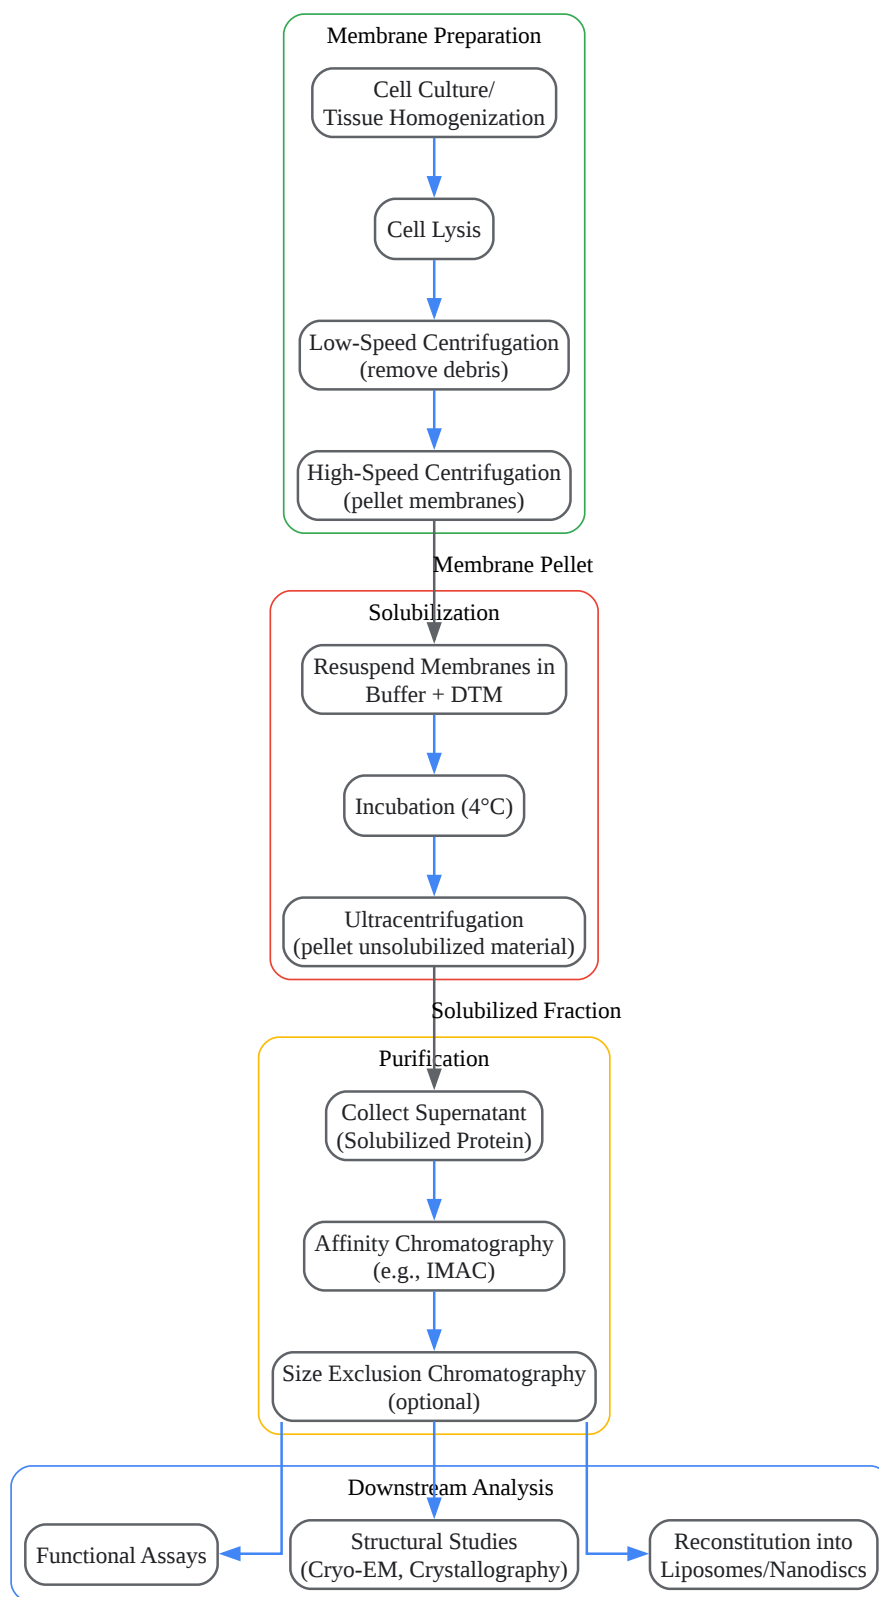 Membrane Preparation
Cell Culture/
Tissue Homogenization
Cell Lysis
Low-Speed Centrifugation
(remove debris)
High-Speed Centrifugation
(pellet membranes)
Membrane Pellet
Solubilization
Resuspend Membranes in
Buffer + DTM
Incubation (4°C)
Ultracentrifugation
(pellet unsolubilized material)
Solubilized Fraction
Purification
Collect Supernatant
(Solubilized Protein)
Affinity Chromatography
(e.g., IMAC)
Size Exclusion Chromatography
(optional)
Downstream Analysis
Functional Assays
Structural Studies
(Cryo-EM, Crystallography)
Reconstitution into
Liposomes/Nanodiscs